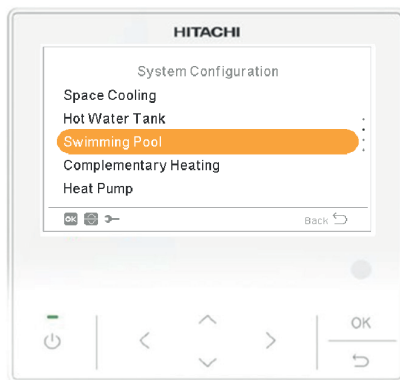 HITACHI
System Configuration
Space Cooling
Hot Water Tank
Swimming Pool
Complementary Heating
Heat Pump
OK Back
OK